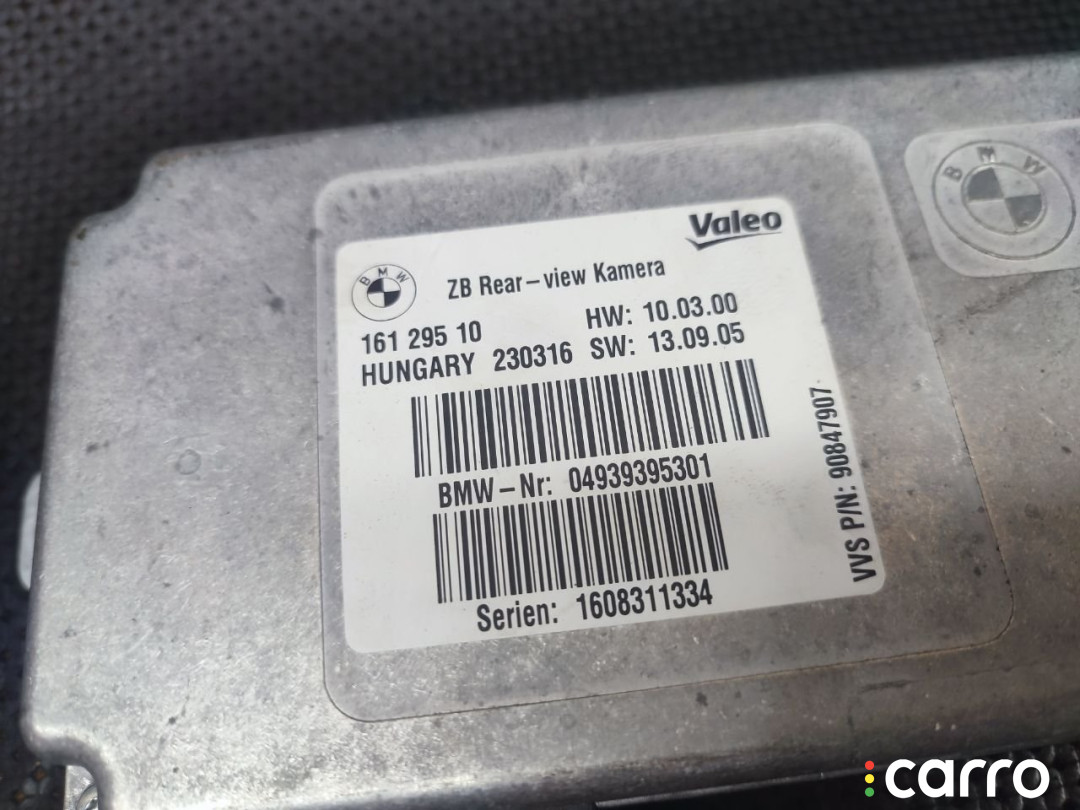 Valeo
BMW
ZB Rear-view Kamera
161 295 10
HW: 10.03.00
HUNGARY 230316 SW: 13.09.05
BMW-Nr: 04939395301
Serien: 1608311334
VVS P/N: 90847907
BMW
carro